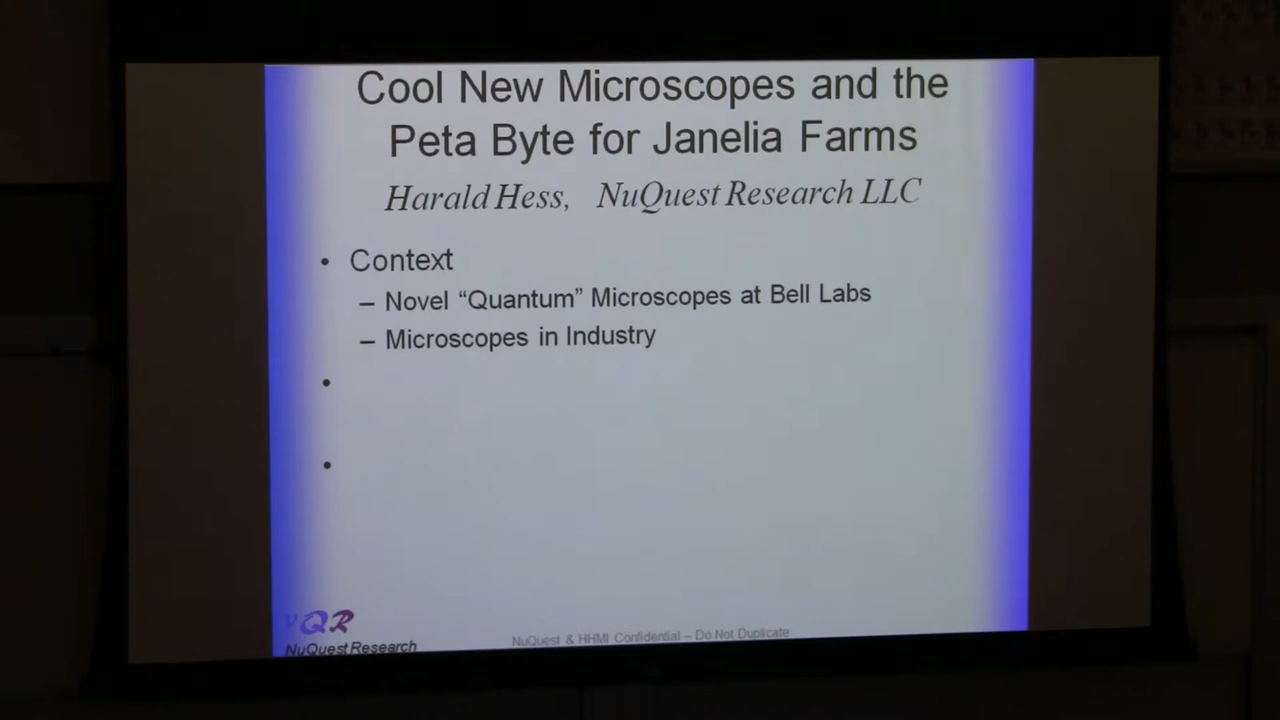 Cool New Microscopes and the
Peta Byte for Janelia Farms
Harald Hess, NuQuest Research LLC
• Context
– Novel “Quantum” Microscopes at Bell Labs
– Microscopes in Industry
•
•
νQR
NuQuest Research
NuQuest & HHMI Confidential – Do Not Duplicate